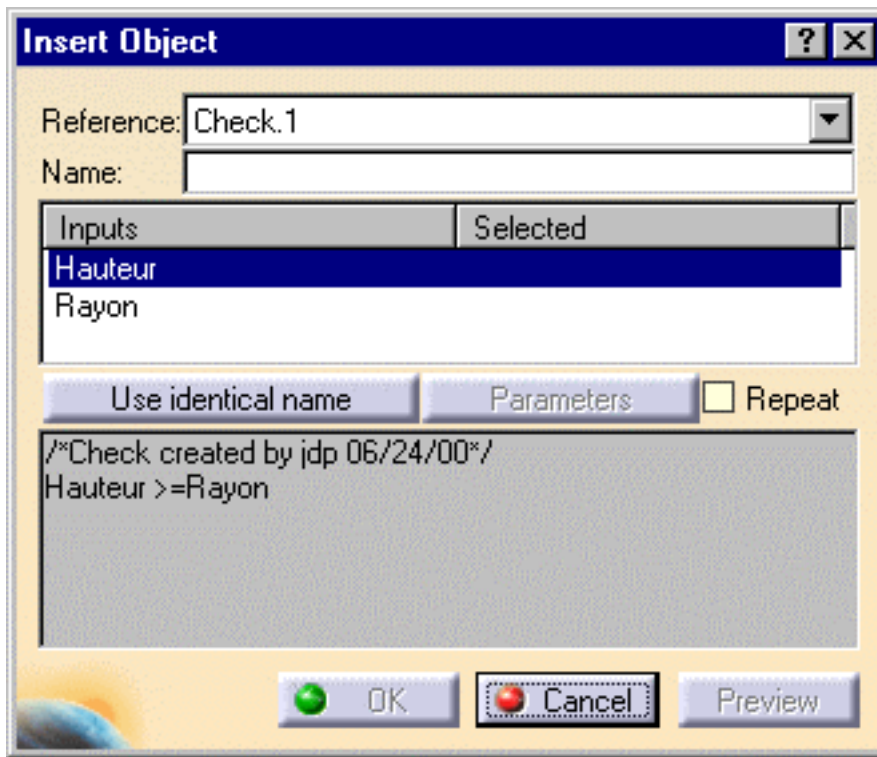 Insert Object
Reference: Check.1
Name:
Inputs Selected
Hauteur
Rayon
Use identical name Parameters Repeat
/*Check created by jdp 06/24/00*/
Hauteur >=Rayon
OK Cancel Preview